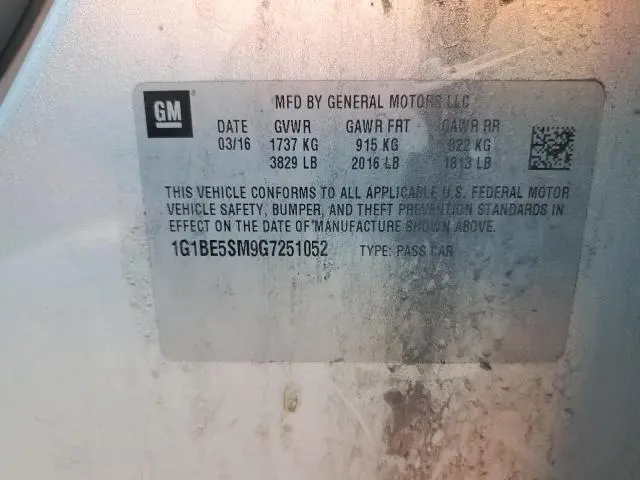 GM
MFD BY GENERAL MOTORS LLC
DATE GVWR GAWR FRT GAWR RR
03/16 1737 KG 915 KG 822 KG
3829 LB 2016 LB 1813 LB
THIS VEHICLE CONFORMS TO ALL APPLICABLE U.S. FEDERAL MOTOR
VEHICLE SAFETY, BUMPER, AND THEFT PREVENTION STANDARDS IN
EFFECT ON THE DATE OF MANUFACTURE SHOWN ABOVE.
1G1BE5SM9G7251052 TYPE: PASS CAR